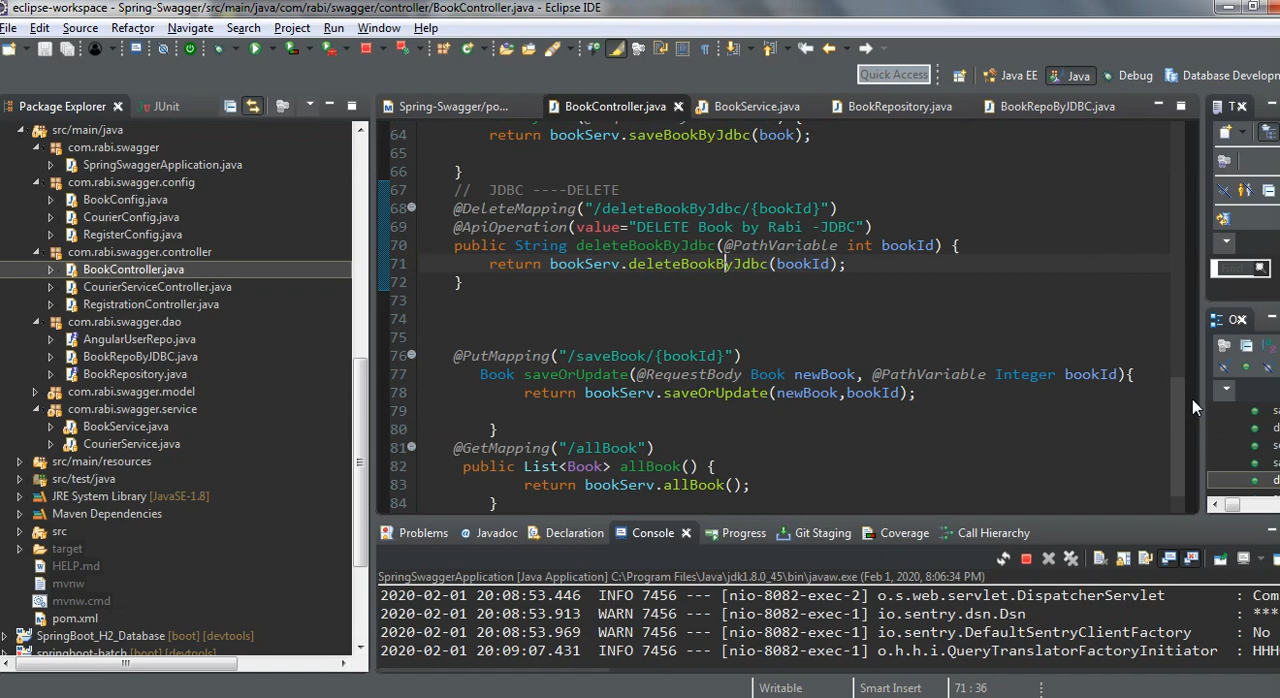 eclipse-workspace - Spring-Swagger/src/main/java/com/rabi/swagger/controller/BookController.java - Eclipse IDE
File Edit Source Refactor Navigate Search Project Run Window Help
Quick Access Java EE Java Debug Database Developm
Package Explorer JUnit
src/main/java
com.rabi.swagger
SpringSwaggerApplication.java
com.rabi.swagger.config
BookConfig.java
CourierConfig.java
RegisterConfig.java
com.rabi.swagger.controller
BookController.java
CourierServiceController.java
RegistrationController.java
com.rabi.swagger.dao
AngularUserRepo.java
BookRepoByJDBC.java
BookRepository.java
com.rabi.swagger.model
com.rabi.swagger.service
BookService.java
CourierService.java
src/main/resources
src/test/java
JRE System Library [JavaSE-1.8]
Maven Dependencies
src
target
HELP.md
mvnw
mvnw.cmd
pom.xml
SpringBoot_H2_Database [boot] [devtools]
springboot-batch [boot] [devtools]
Spring-Swagger/po... BookController.java BookService.java BookRepository.java BookRepoByJDBC.java
64 return bookServ.saveBookByJdbc(book);
65
66 }
67 // JDBC ----DELETE
68 @DeleteMapping("/deleteBookByJdbc/{bookId}")
69 @ApiOperation(value="DELETE Book by Rabi -JDBC")
70 public String deleteBookByJdbc(@PathVariable int bookId) {
71 return bookServ.deleteBookByJdbc(bookId);
72 }
73
74
75
76 @PutMapping("/saveBook/{bookId}")
77 Book saveOrUpdate(@RequestBody Book newBook, @PathVariable Integer bookId){
78 return bookServ.saveOrUpdate(newBook,bookId);
79
80 }
81 @GetMapping("/allBook")
82 public List<Book> allBook() {
83 return bookServ.allBook();
84 }
Problems Javadoc Declaration Console Progress Git Staging Coverage Call Hierarchy
SpringSwaggerApplication [Java Application] C:\Program Files\Java\jdk1.8.0_45\bin\javaw.exe (Feb 1, 2020, 8:06:34 PM)
2020-02-01 20:08:53.446 INFO 7456 --- [nio-8082-exec-2] o.s.web.servlet.DispatcherServlet : Com
2020-02-01 20:08:53.913 WARN 7456 --- [nio-8082-exec-1] io.sentry.dsn.Dsn : ***
2020-02-01 20:08:53.969 WARN 7456 --- [nio-8082-exec-1] io.sentry.DefaultSentryClientFactory : No
2020-02-01 20:09:07.431 INFO 7456 --- [nio-8082-exec-1] o.h.h.i.QueryTranslatorFactoryInitiator : HHH
Find
Writable Smart Insert 71 : 36